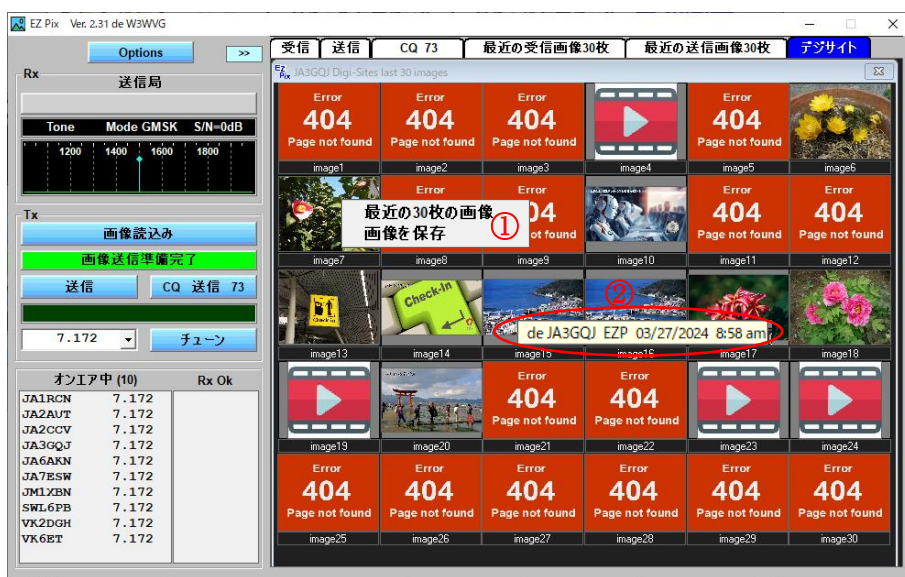 EZ Pix Ver. 2.31 de W3WVG
Options
>>
Rx
送信局
Tone Mode GMSK S/N=0dB
1200 1400 1600 1800
Tx
画像読込み
画像送信準備完了
送信
CQ 送信 73
7.172
チューン
オンエア中 (10) Rx Ok
JA1RCN 7.172
JA2AUT 7.172
JA2CCV 7.172
JA3GQJ 7.172
JA6AKN 7.172
JA7ESW 7.172
JM1XBN 7.172
SWL6PB 7.172
VK2DGH 7.172
VK6ET 7.172
受信 送信 CQ 73 最近の受信画像30枚 最近の送信画像30枚 デジサイト
EZ Pix JA3GQJ Digi-Sites last 30 images
Error Error Error Error
404 404 404 404
Page not found Page not found Page not found Page not found
image1 image2 image3 image4 image5 image6
Error Error Error Error
04 404 404
not found Page not found Page not found
最近の30枚の画像
画像を保存
①
image7 image8 image9 image10 image11 image12
Check-In
②
de JA3GQJ EZP 03/27/2024 8:58 am
image13 image14 image15 image16 image17 image18
Error Error
404 404
Page not found Page not found
image19 image20 image21 image22 image23 image24
Error Error Error Error Error Error
404 404 404 404 404 404
Page not found Page not found Page not found Page not found Page not found Page not found
image25 image26 image27 image28 image29 image30